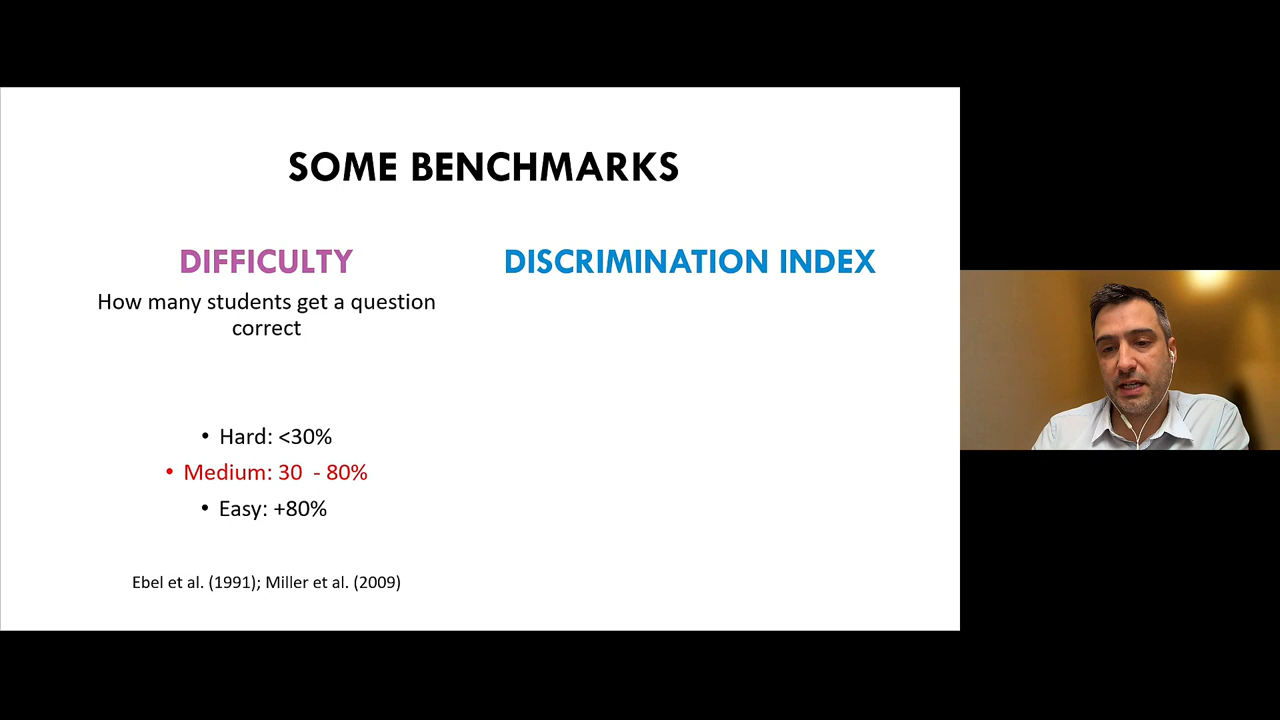 SOME BENCHMARKS
DIFFICULTY
How many students get a question
correct
• Hard: <30%
• Medium: 30  - 80%
• Easy: +80%
Ebel et al. (1991); Miller et al. (2009)
DISCRIMINATION INDEX